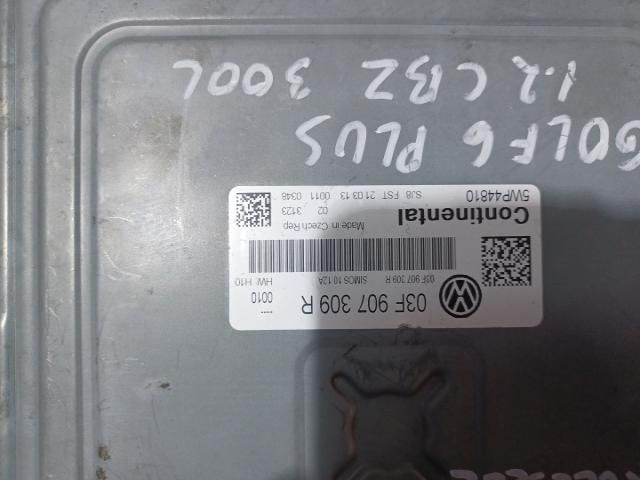 03F 907 309 R
----
0010
03F 907 309 R SIMOS 10.12A HW: H10
VW
Continental
Made in Czech Rep
02 3123
5WP44810 SJ8 FST 21.03.13 0011 0348
GOLF6 PLUS
1.2 CBZ 300L